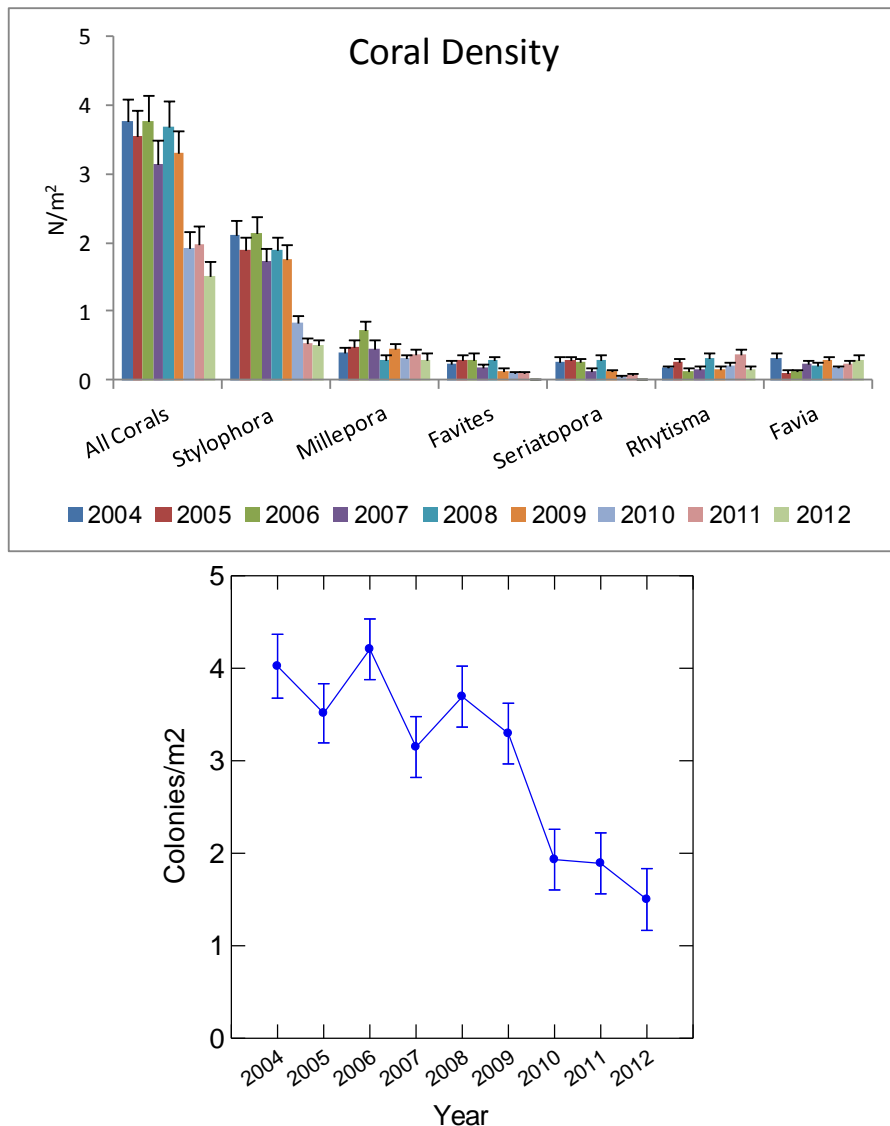 Coral Density
5
4
3
2
1
0
N/m²
All Corals Stylophora Millepora Favites Seriatopora Rhytisma Favia
2004 2005 2006 2007 2008 2009 2010 2011 2012
5
4
3
2
1
0
Colonies/m2
2004 2005 2006 2007 2008 2009 2010 2011 2012
Year